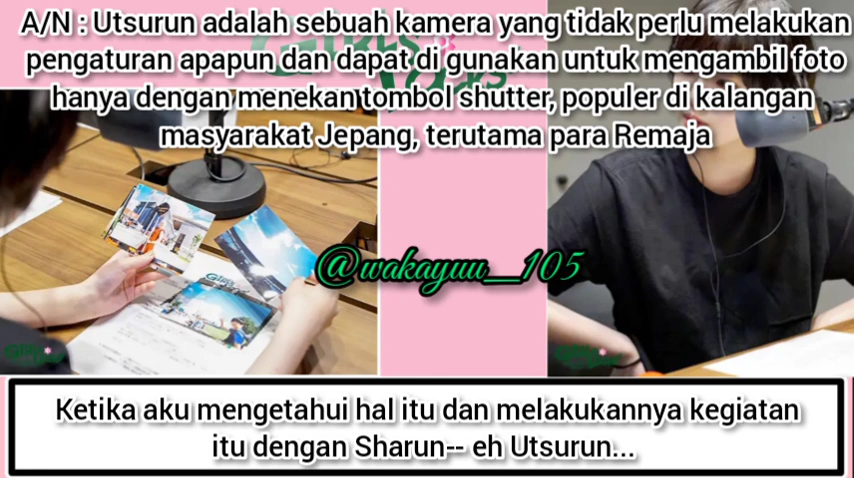 A/N : Utsurun adalah sebuah kamera yang tidak perlu melakukan
pengaturan apapun dan dapat di gunakan untuk mengambil foto
hanya dengan menekan tombol shutter, populer di kalangan
masyarakat Jepang, terutama para Remaja
@wakayuu__105
Ketika aku mengetahui hal itu dan melakukannya kegiatan
itu dengan Sharun-- eh Utsurun...